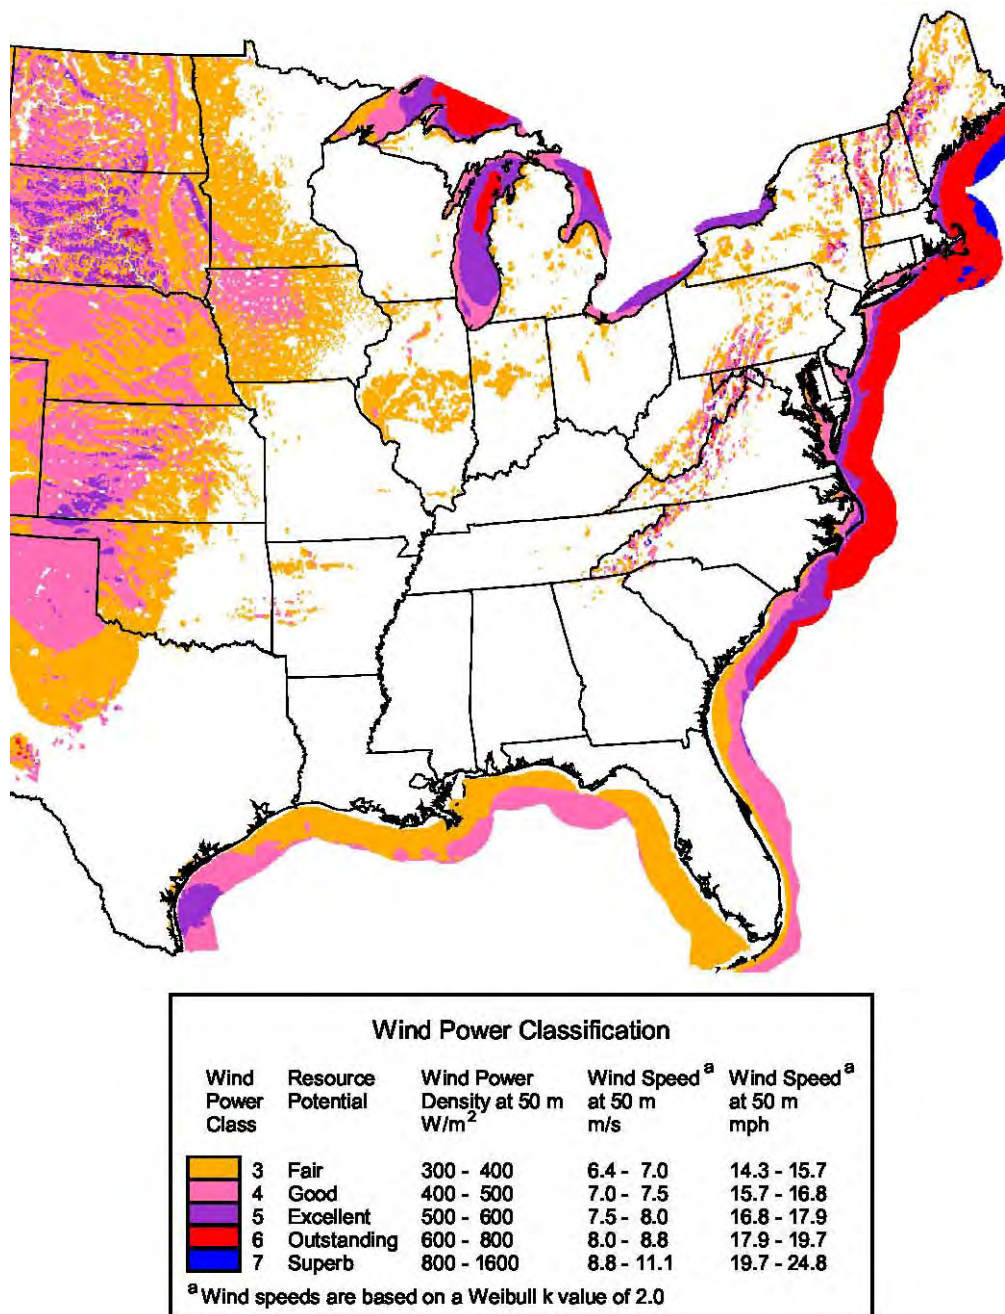 Wind Power Classification
Wind Power Class Resource Potential Wind Power Density at 50 m W/m² Wind Speed a at 50 m m/s Wind Speed a at 50 m mph
3 Fair 300 - 400 6.4 - 7.0 14.3 - 15.7
4 Good 400 - 500 7.0 - 7.5 15.7 - 16.8
5 Excellent 500 - 600 7.5 - 8.0 16.8 - 17.9
6 Outstanding 600 - 800 8.0 - 8.8 17.9 - 19.7
7 Superb 800 - 1600 8.8 - 11.1 19.7 - 24.8
a Wind speeds are based on a Weibull k value of 2.0